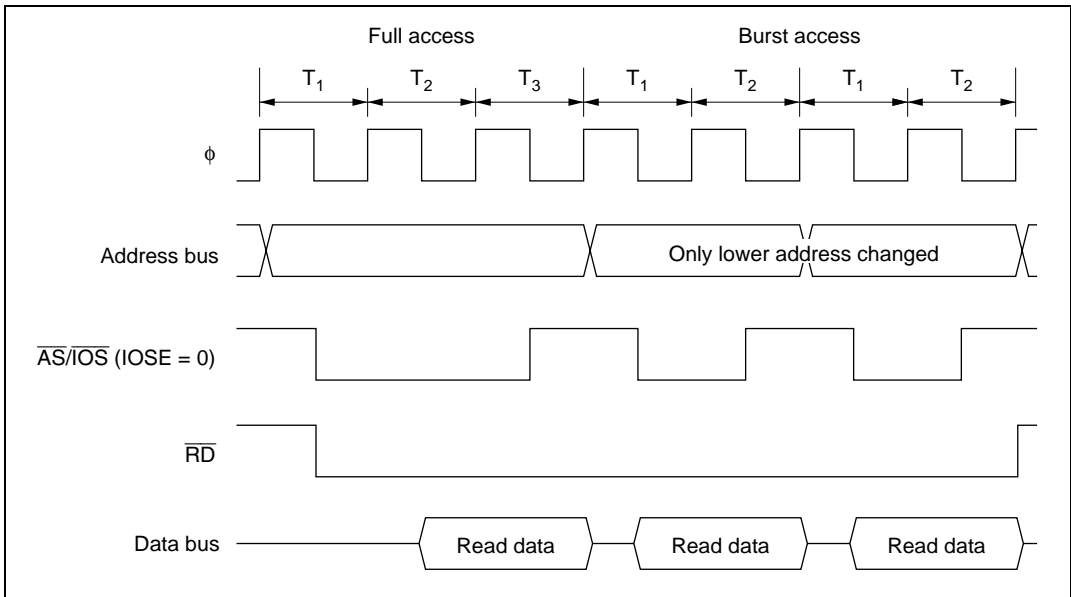 Full access Burst access
T1 T2 T3 T1 T2 T1 T2
ϕ
Address bus Only lower address changed
AS/IOS (IOSE = 0)
RD
Data bus Read data Read data Read data